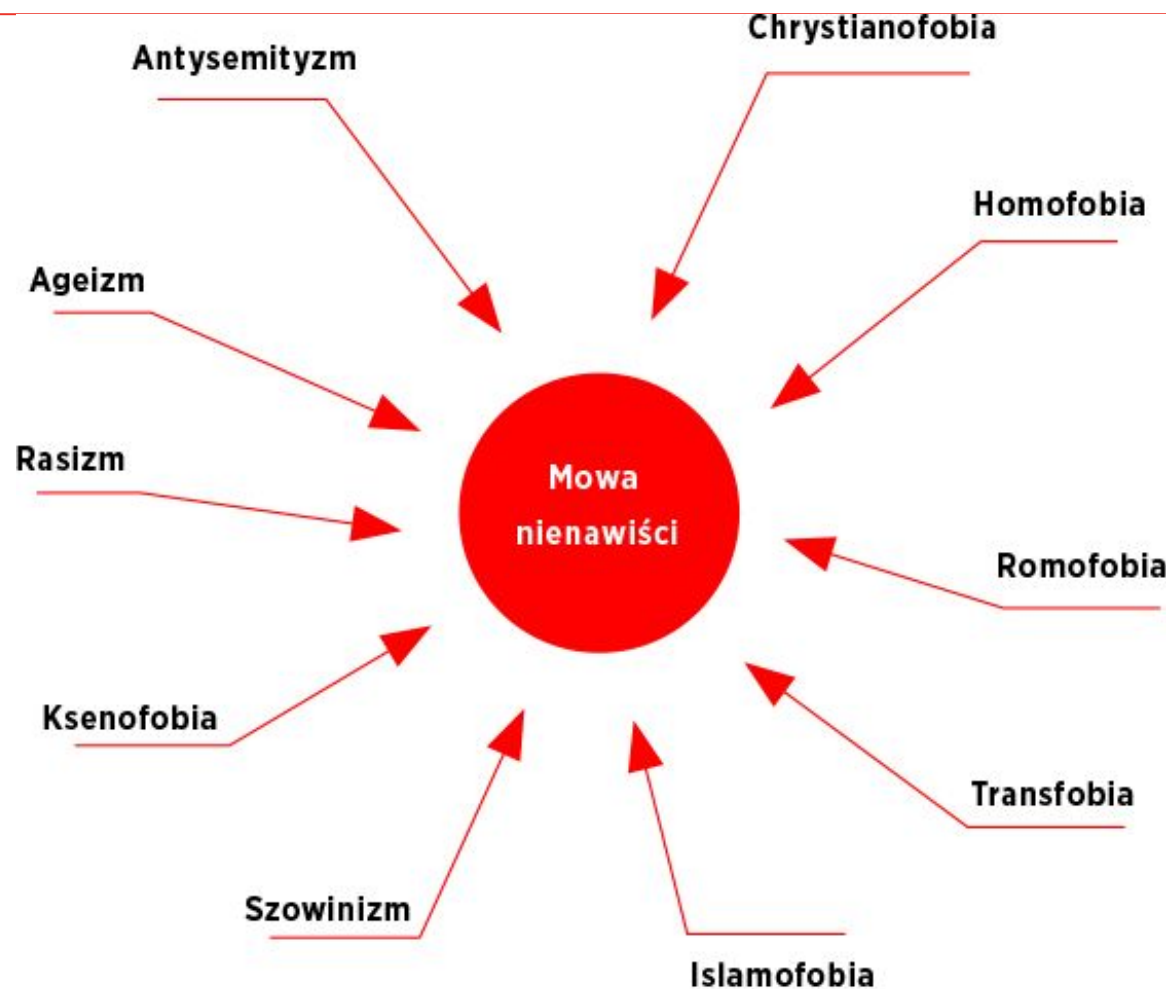 Chrystianofobia
Antysemityzm
Homofobia
Ageizm
Rasizm
Mowa
nienawiści
Romofobia
Ksenofobia
Transfobia
Szowinizm
Islamofobia